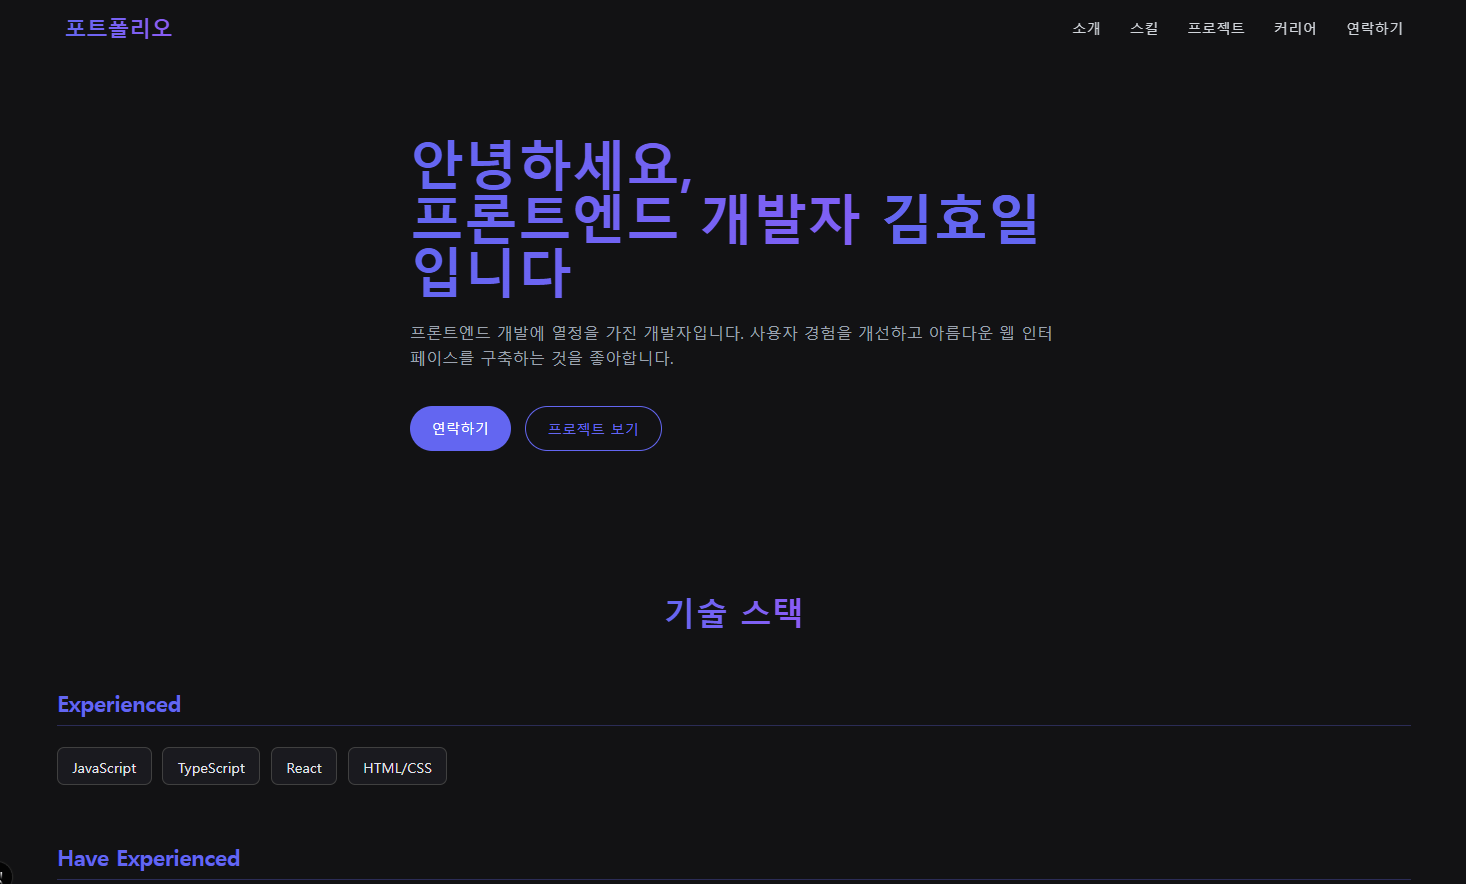 포트폴리오
소개 스킬 프로젝트 커리어 연락하기
안녕하세요,
프론트엔드 개발자 김효일
입니다
프론트엔드 개발에 열정을 가진 개발자입니다. 사용자 경험을 개선하고 아름다운 웹 인터
페이스를 구축하는 것을 좋아합니다.
연락하기 프로젝트 보기
기술 스택
Experienced
JavaScript TypeScript React HTML/CSS
Have Experienced